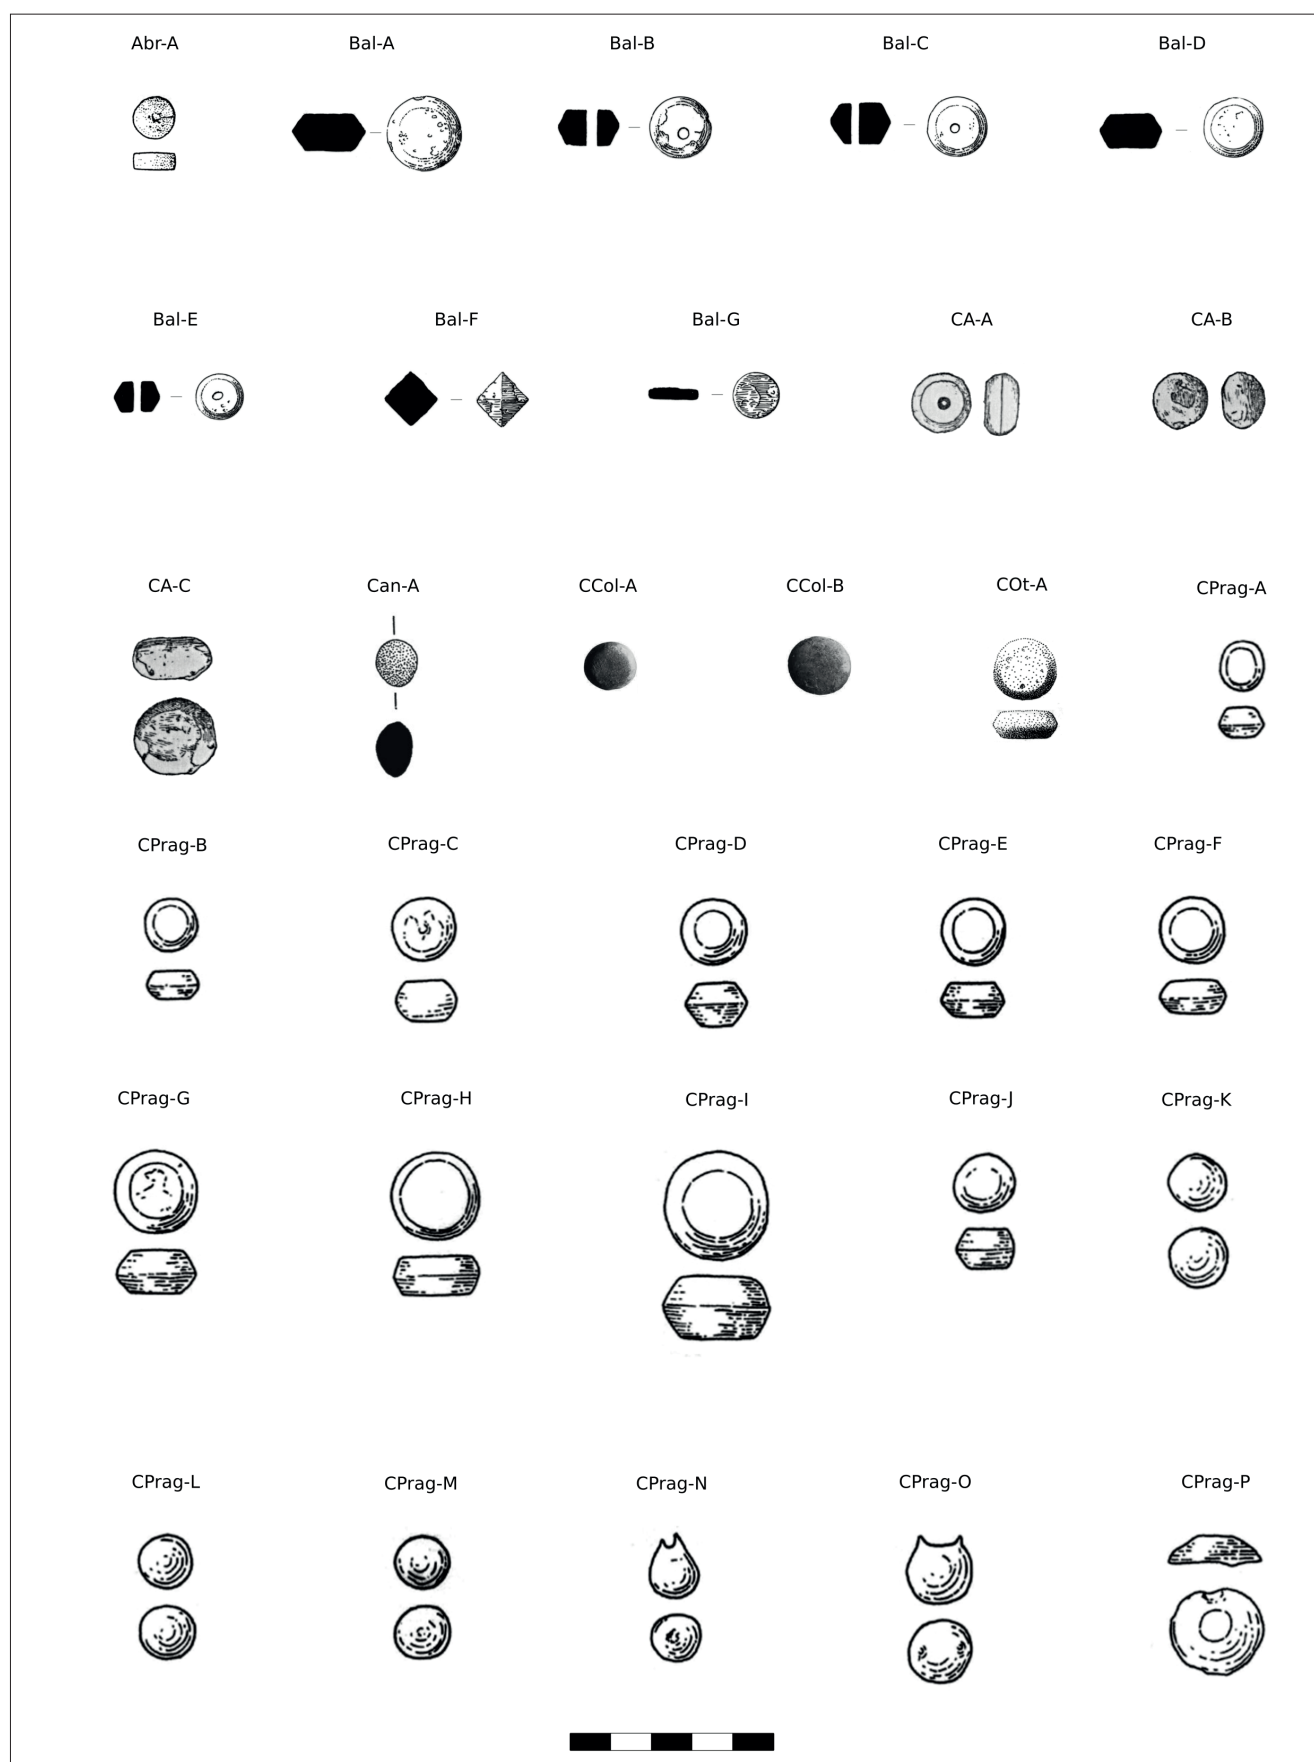 Abr-A Bal-A Bal-B Bal-C Bal-D
Bal-E Bal-F Bal-G CA-A CA-B
CA-C Can-A CCol-A CCol-B COt-A CPrag-A
CPrag-B CPrag-C CPrag-D CPrag-E CPrag-F
CPrag-G CPrag-H CPrag-I CPrag-J CPrag-K
CPrag-L CPrag-M CPrag-N CPrag-O CPrag-P